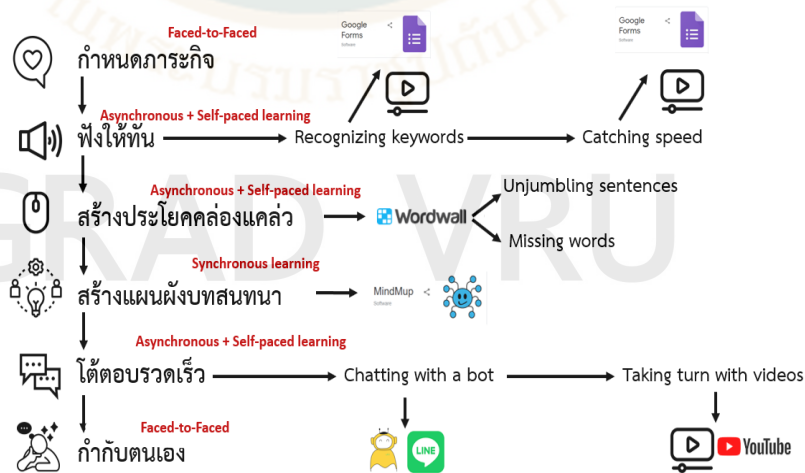 Faced-to-Faced
กำหนดภาระกิจ
Google
Forms
Software
Google
Forms
Software
Asynchronous + Self-paced learning
ฟังให้ทัน
Recognizing keywords
Catching speed
Asynchronous + Self-paced learning
สร้างประโยคคล่องแคล่ว
Wordwall
Unjumbling sentences
Missing words
GRAD VRU
Synchronous learning
สร้างแผนผังบทสนทนา
MindMup
Software
Asynchronous + Self-paced learning
โต้ตอบรวดเร็ว
Chatting with a bot
Taking turn with videos
Faced-to-Faced
กำกับตนเอง
LINE
YouTube